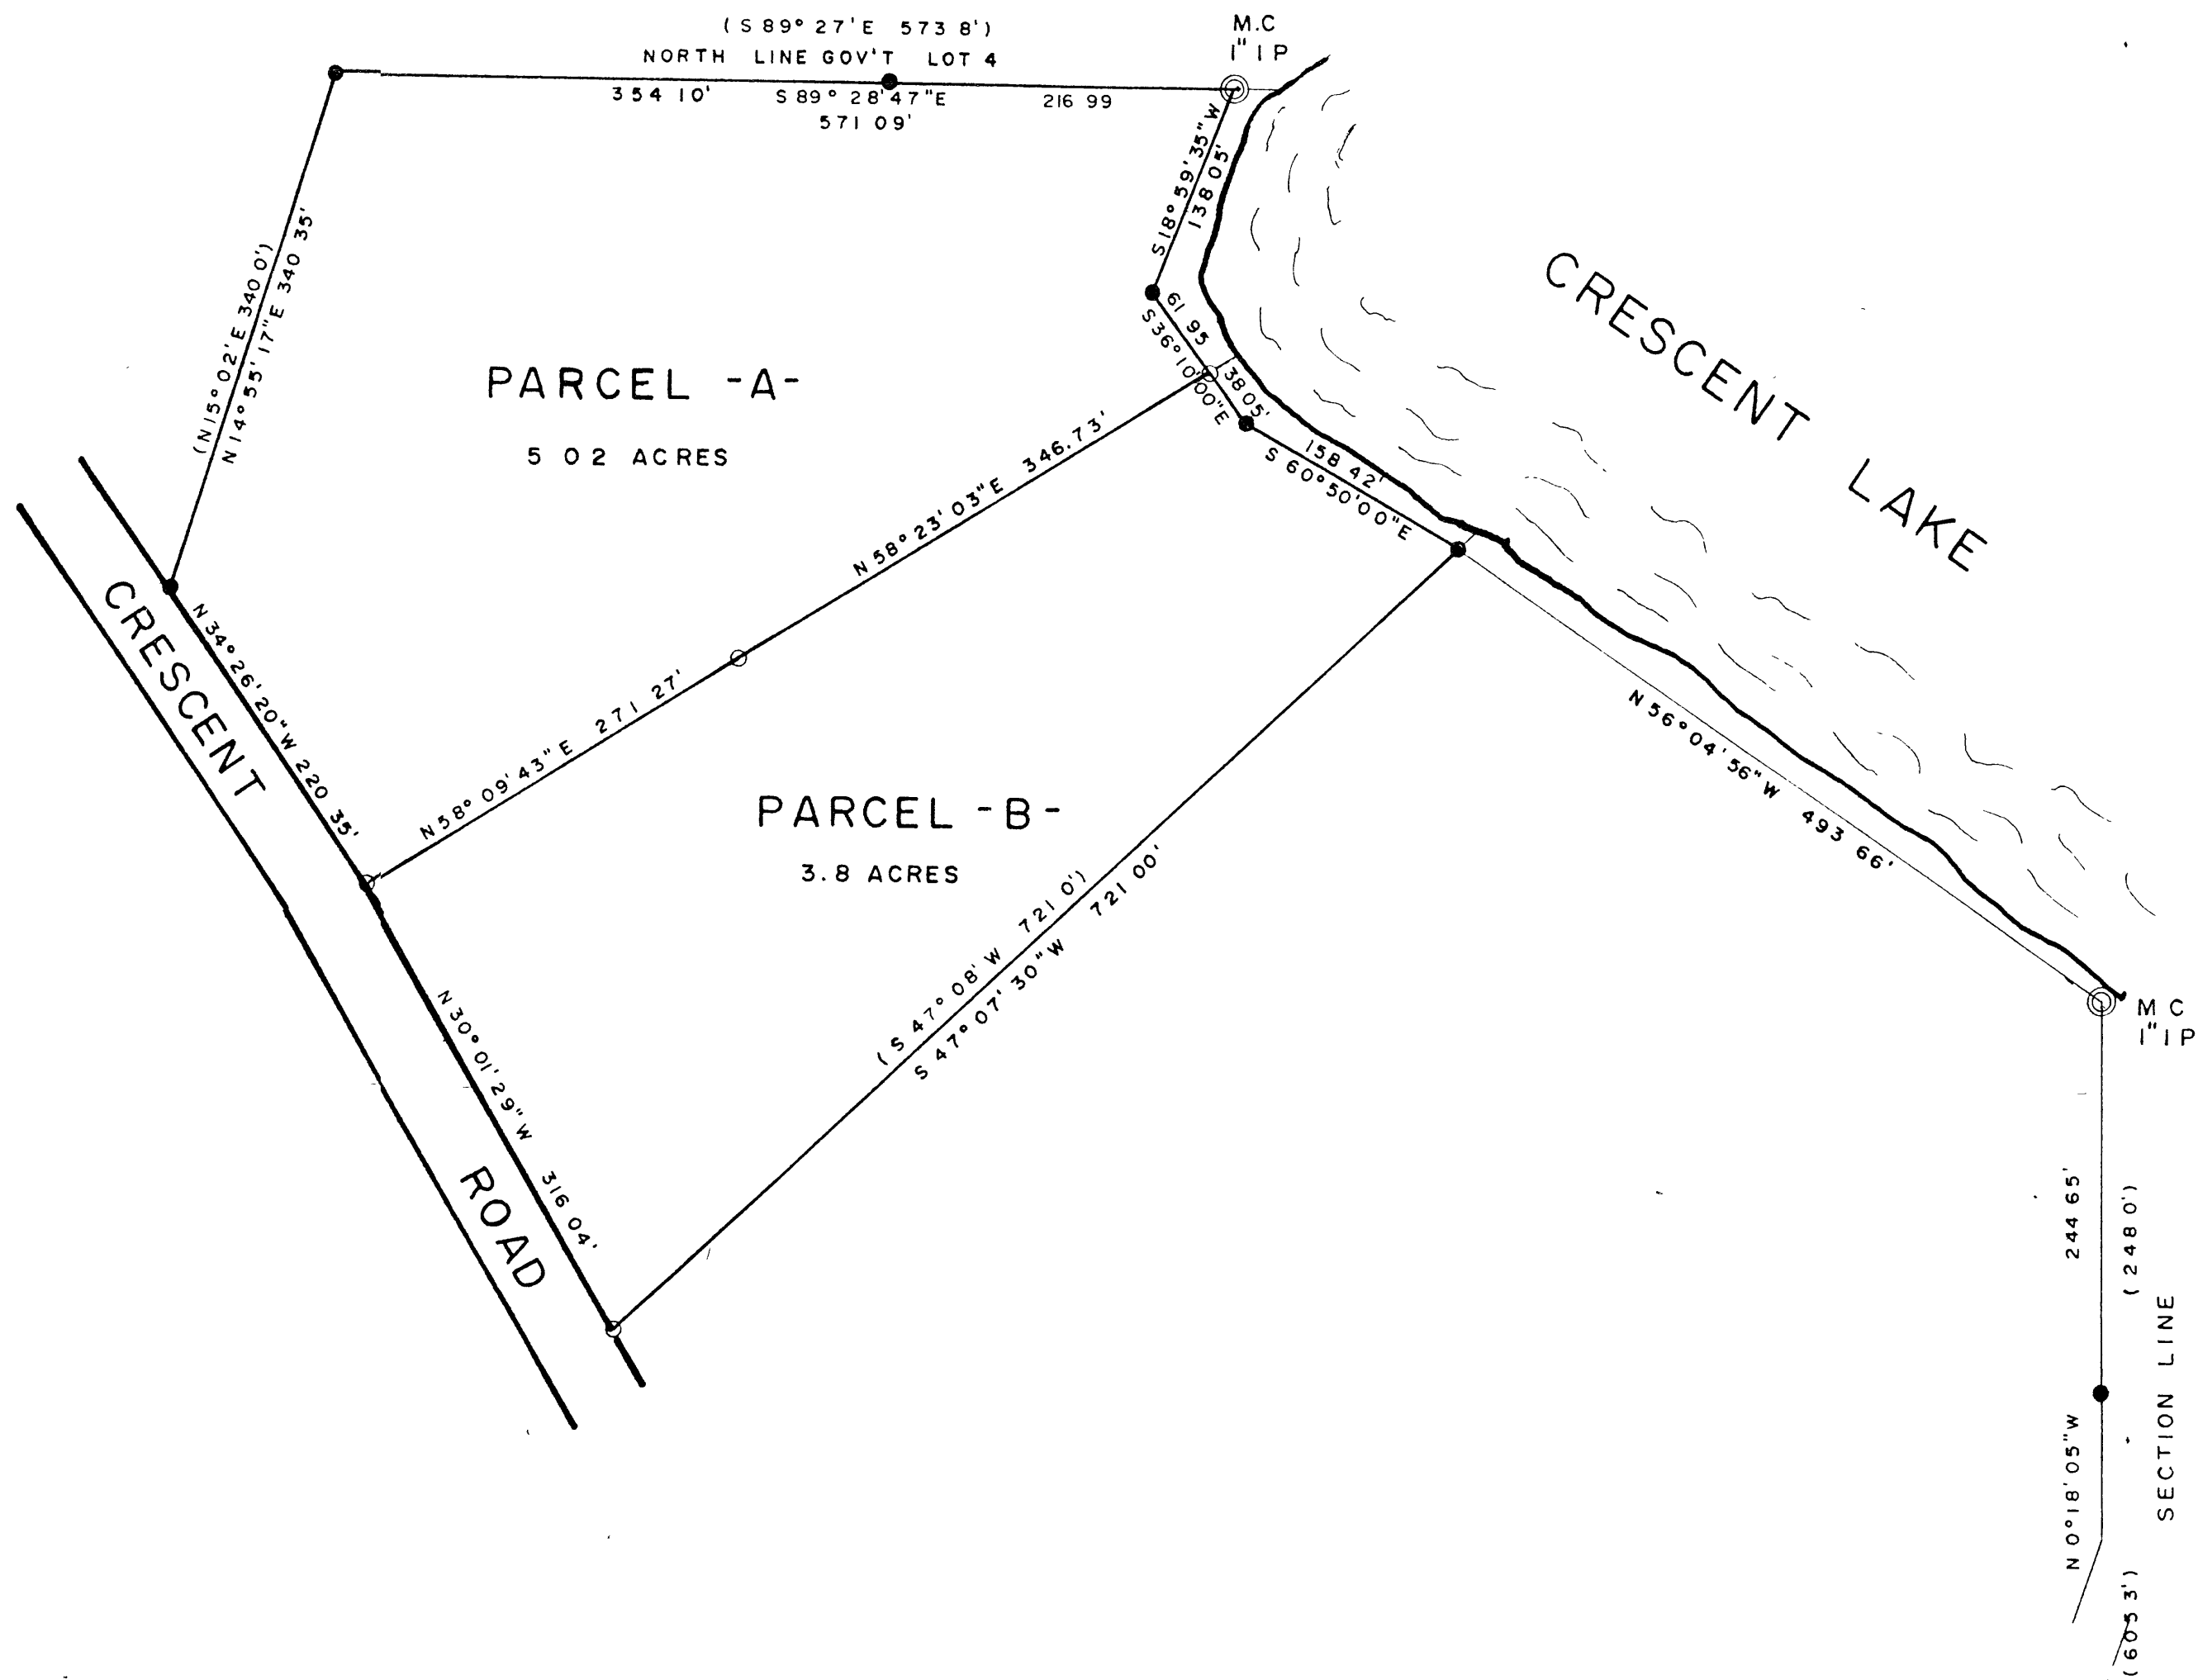 (S 89° 27' E 573 8')
NORTH LINE GOV'T LOT 4
354 10' S 89° 28' 47" E 216 99
571 09'
M.C
1" I P
S 18° 59' 35" W
138 05'
(N 15° 02' E 340 0')
N 14° 55' 17" E 340 35'
61 95
S 36° 10' 00" E
38 05'
PARCEL -A-
5 02 ACRES
158 42'
S 60° 50' 00" E
CRESCENT LAKE
N 58° 23' 03" E 346.73'
N 58° 09' 43" E 271 27'
N 34° 26' 20" W 220 35'
CRESCENT ROAD
PARCEL -B-
3.8 ACRES
N 56° 04' 56" W 493 66'
(S 47° 08' W 721 0')
S 47° 07' 30" W 721 00'
N 30° 01' 29" W 316 04'
M C
1" I P
244 65'
(248 0')
SECTION LINE
N 0° 18' 05" W
(605 3')